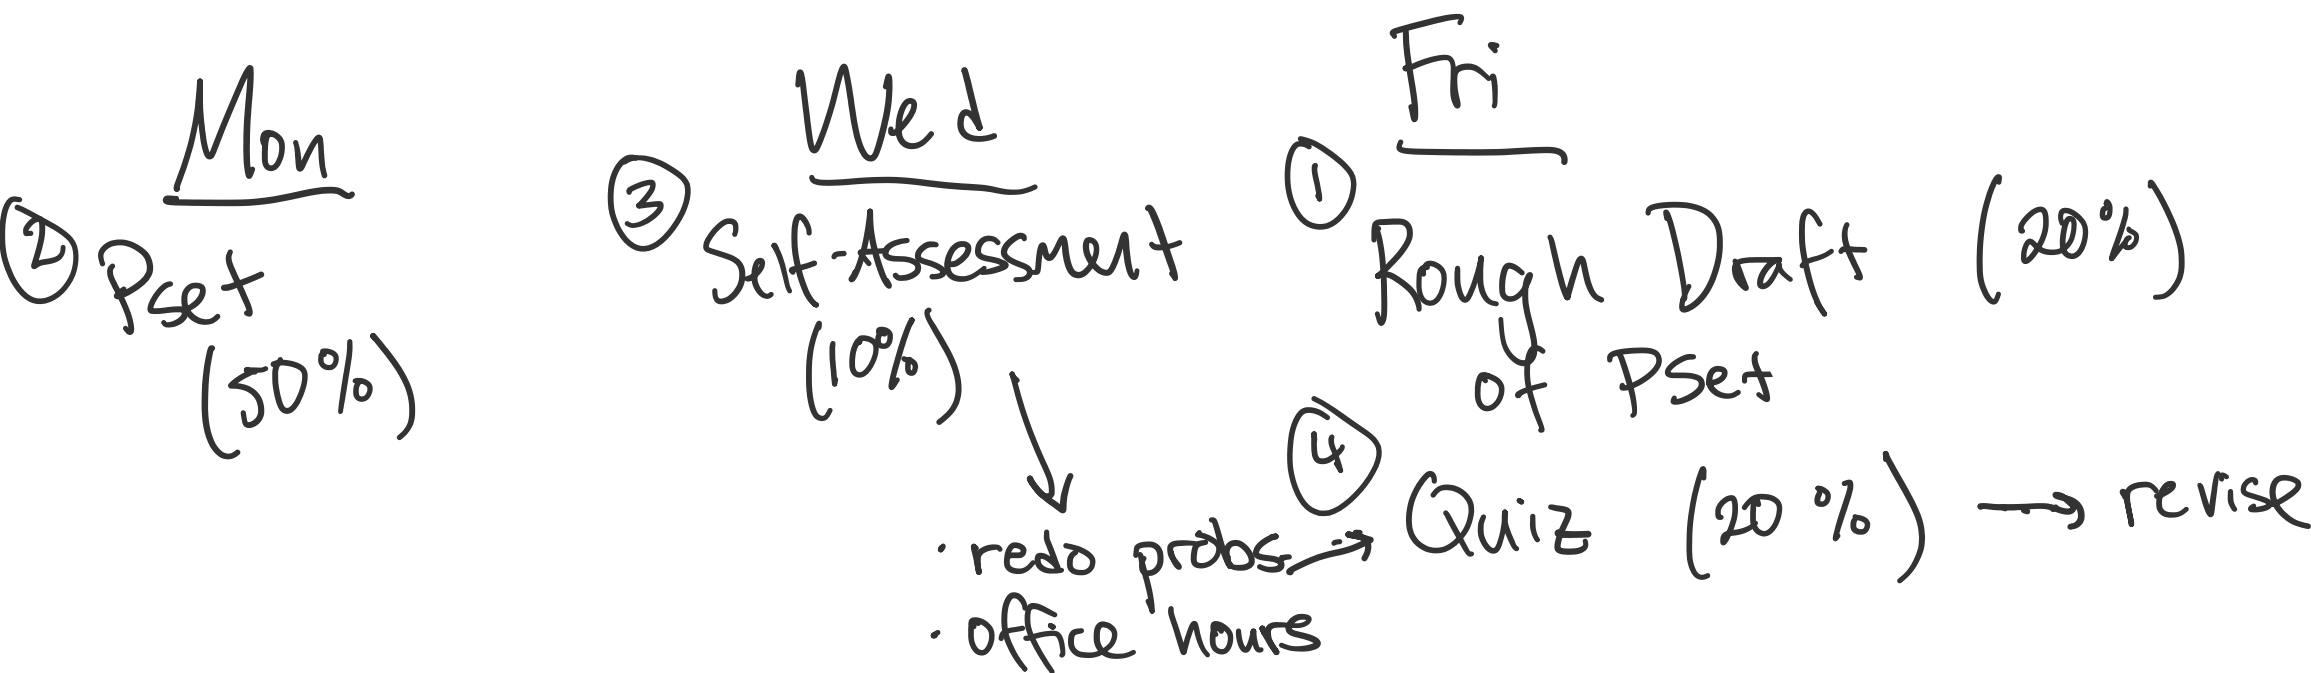 Mon
② Pset
(50%)
Wed
③ Self-Assessment
(10%)
· redo probs
· office hours
Fri
① Rough Draft (20%)
of Pset
④ Quiz (20%) → revise